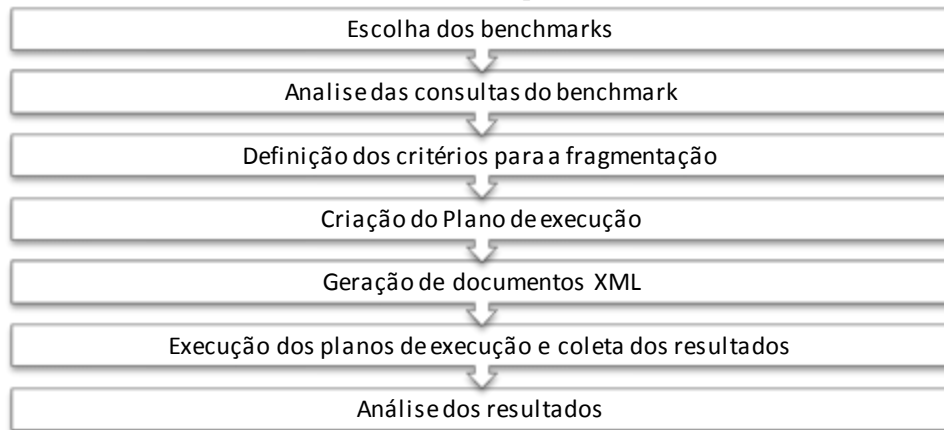 Escolha dos benchmarks
Analise das consultas do benchmark
Definição dos critérios para a fragmentação
Criação do Plano de execução
Geração de documentos XML
Execução dos planos de execução e coleta dos resultados
Análise dos resultados